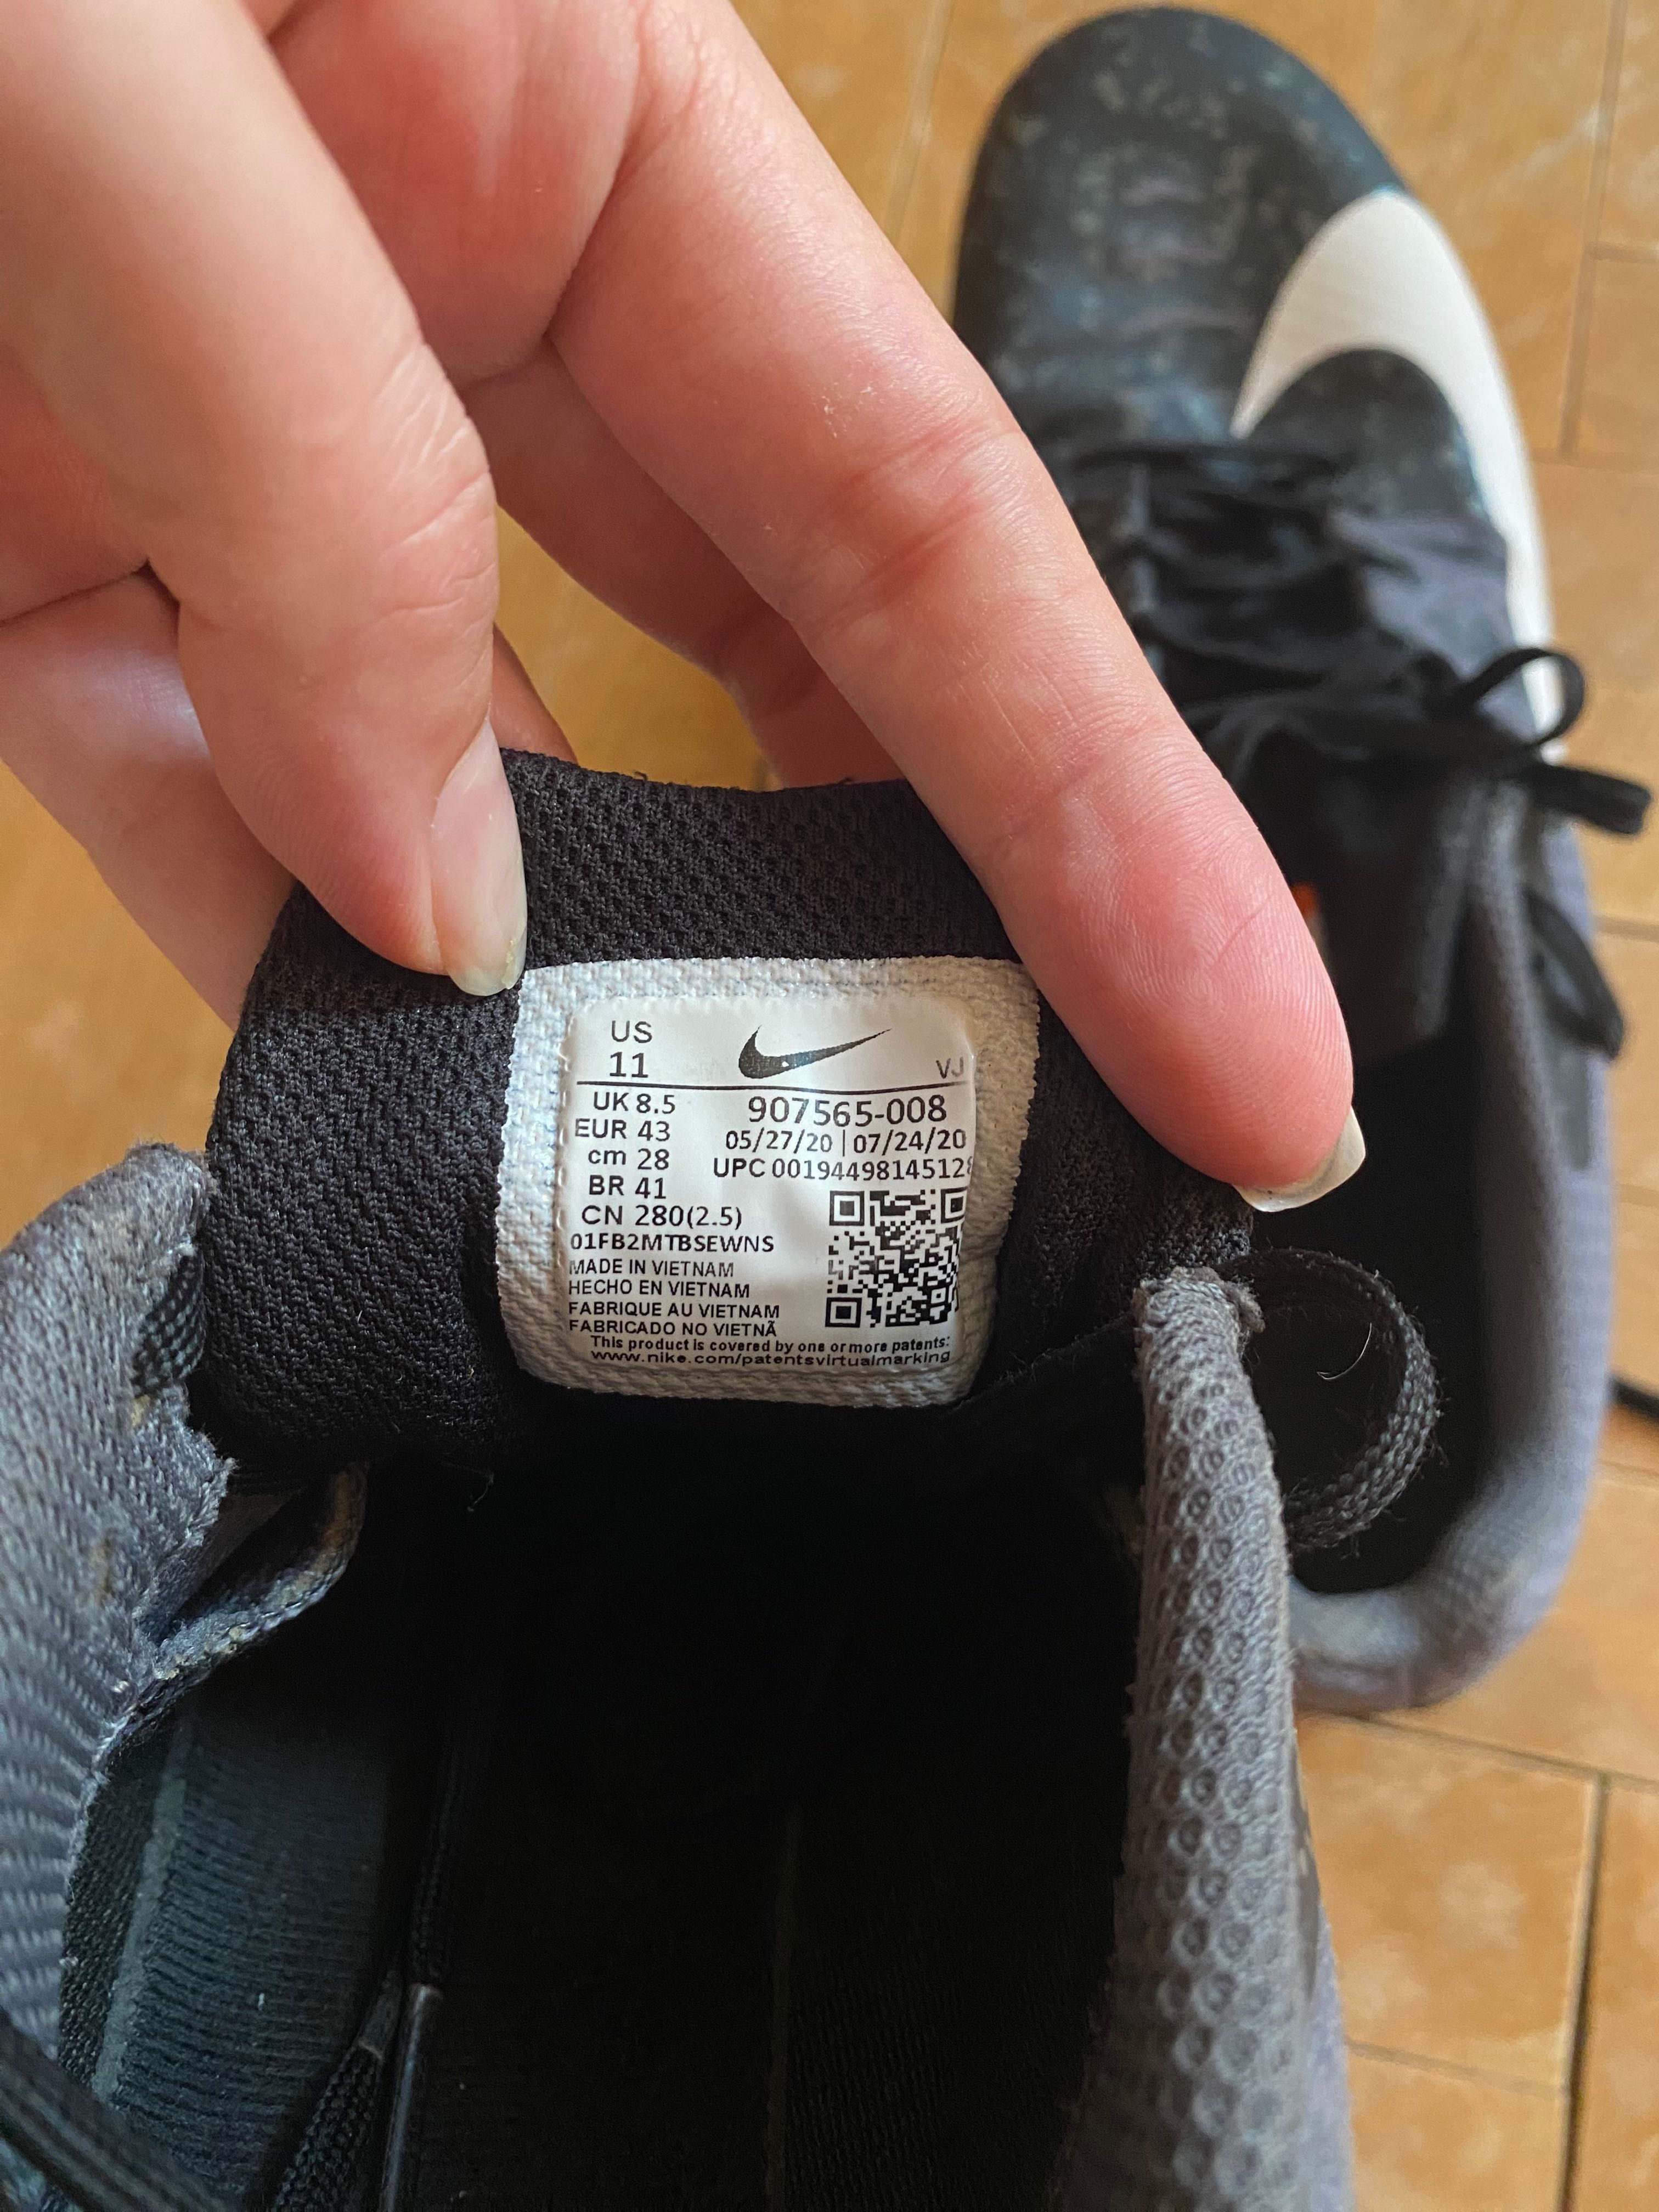 US
11
VJ
UK 8.5
907565-008
EUR 43
05/27/20 | 07/24/20
cm 28
UPC 00194498145128
BR 41
CN 280(2.5)
01FB2MTBSEWNS
MADE IN VIETNAM
HECHO EN VIETNAM
FABRIQUE AU VIETNAM
FABRICADO NO VIETNÃ
This product is covered by one or more patents:
www.nike.com/patentsvirtualmarking